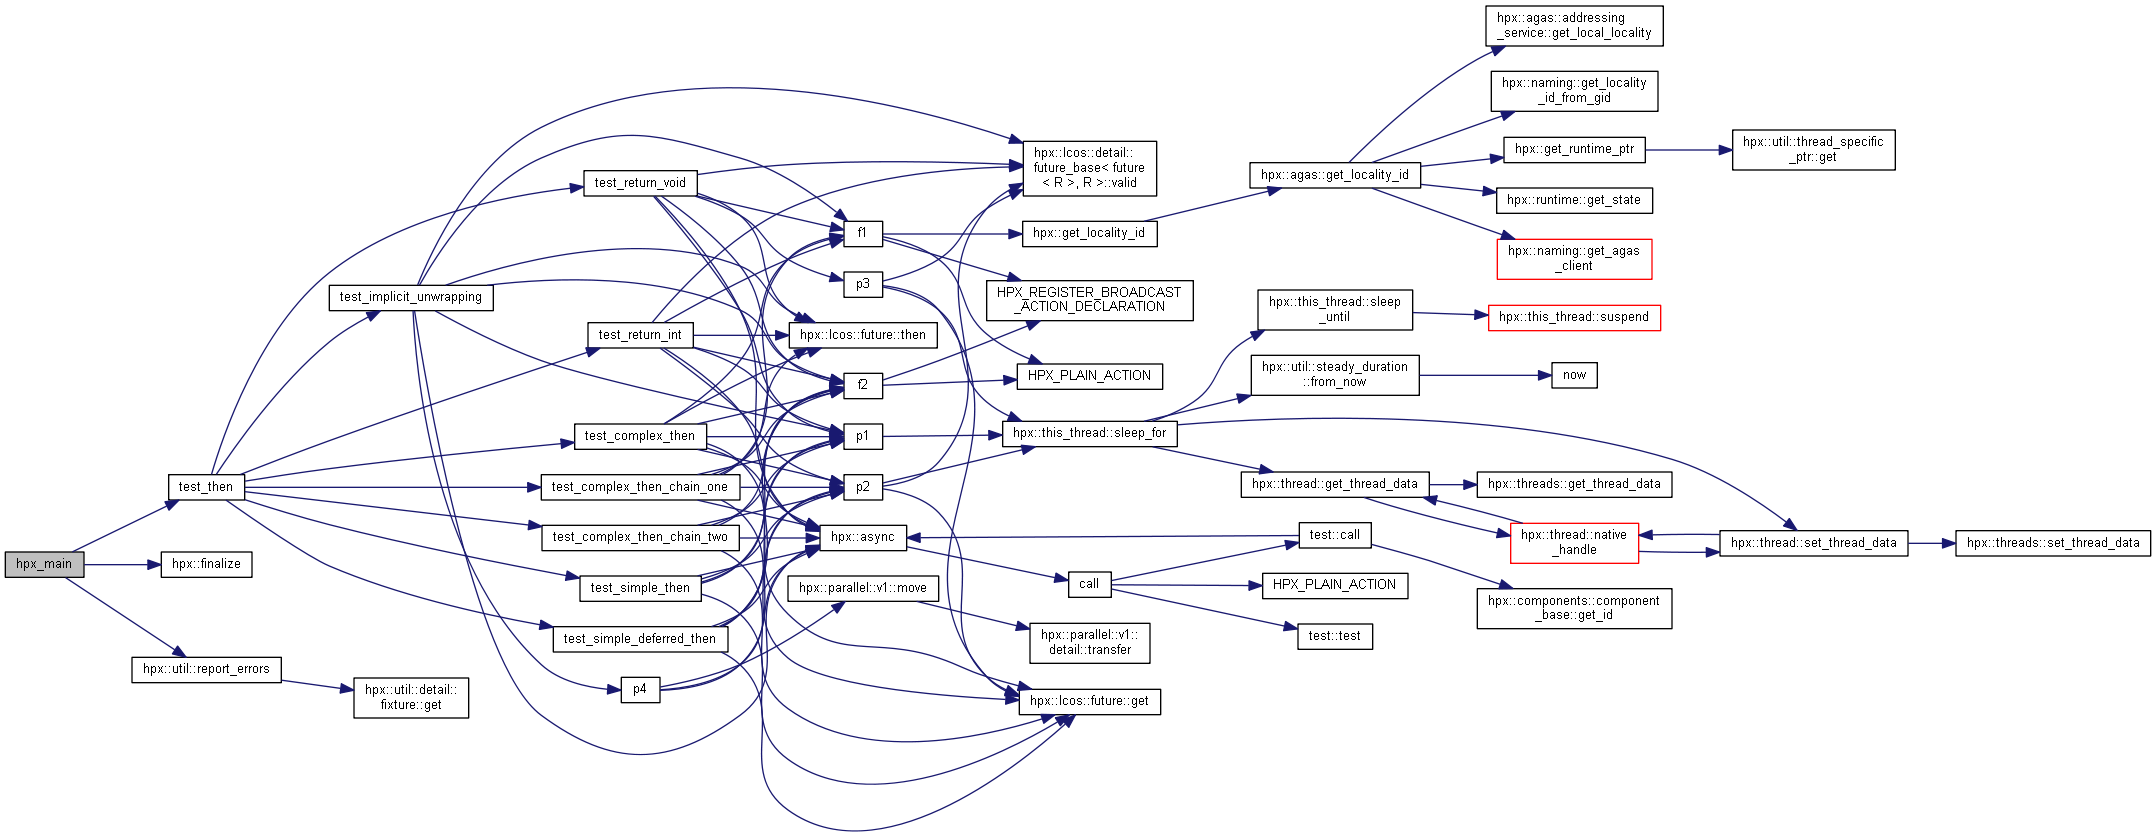 hpx_main
test_then
hpx::finalize
hpx::util::report_errors
hpx::util::detail::
fixture::get
test_implicit_unwrapping
test_return_void
test_return_int
test_complex_then
test_complex_then_chain_one
test_complex_then_chain_two
test_simple_then
test_simple_deferred_then
p4
f1
p3
hpx::lcos::future::then
f2
p1
p2
hpx::async
hpx::parallel::v1::move
hpx::lcos::detail::
future_base< future
< R >, R >::valid
hpx::get_locality_id
HPX_REGISTER_BROADCAST
_ACTION_DECLARATION
HPX_PLAIN_ACTION
hpx::this_thread::sleep_for
call
hpx::parallel::v1::
detail::transfer
hpx::lcos::future::get
hpx::agas::get_locality_id
hpx::this_thread::sleep
_until
hpx::util::steady_duration
::from_now
hpx::thread::get_thread_data
test::call
HPX_PLAIN_ACTION
test::test
hpx::agas::addressing
_service::get_local_locality
hpx::naming::get_locality
_id_from_gid
hpx::get_runtime_ptr
hpx::runtime::get_state
hpx::naming::get_agas
_client
hpx::this_thread::suspend
now
hpx::threads::get_thread_data
hpx::thread::native
_handle
hpx::components::component
_base::get_id
hpx::util::thread_specific
_ptr::get
hpx::thread::set_thread_data
hpx::threads::set_thread_data